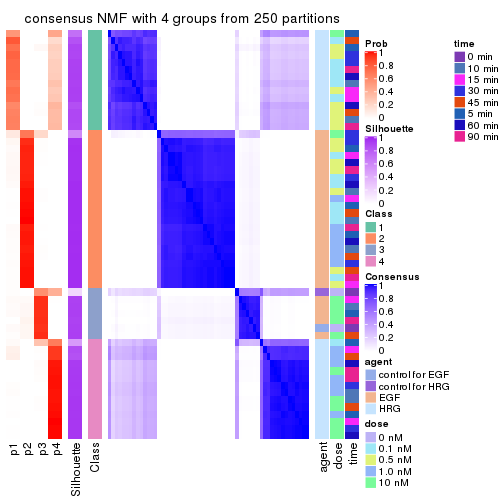 consensus NMF with 4 groups from 250 partitions
Prob
1
0.8
0.6
0.4
0.2
0
Silhouette
1
0.8
0.6
0.4
0.2
0
Class
1
2
3
4
Consensus
1
0.8
0.6
0.4
0.2
0
agent
control for EGF
control for HRG
EGF
HRG
dose
0 nM
0.1 nM
0.5 nM
1.0 nM
10 nM
time
0 min
10 min
15 min
30 min
45 min
5 min
60 min
90 min
p1
p2
p3
p4
Silhouette
Class
agent
dose
time